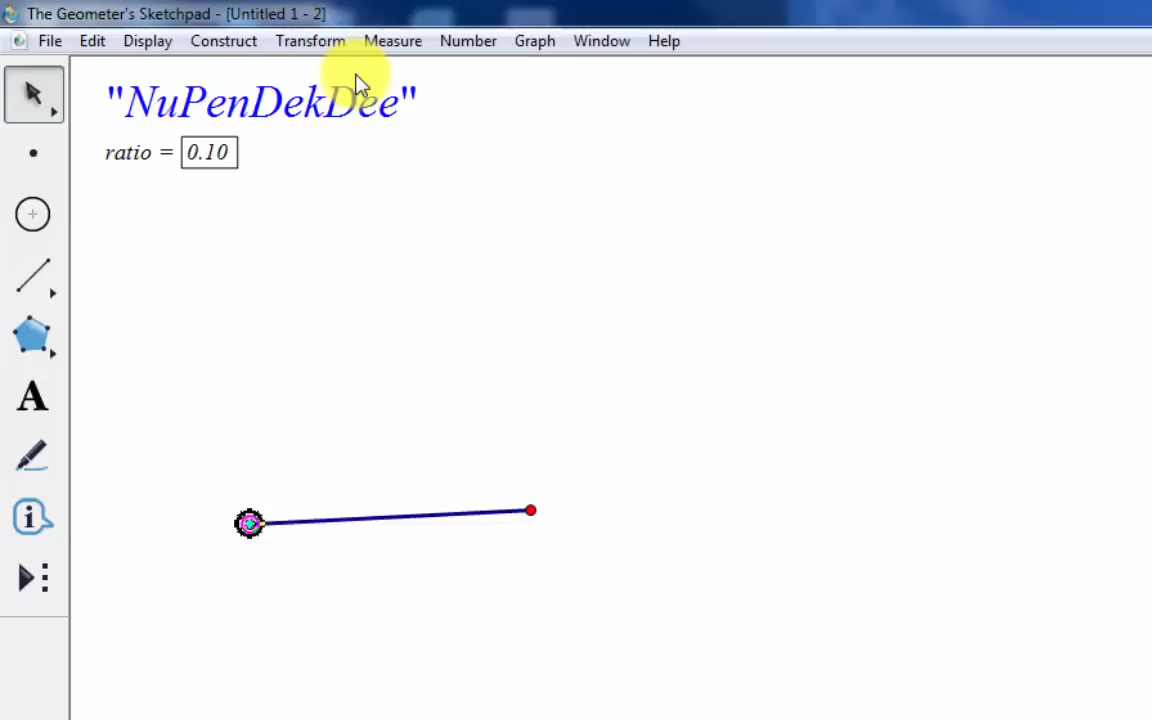 The Geometer's Sketchpad - [Untitled 1 - 2]
File Edit Display Construct Transform Measure Number Graph Window Help
"NuPenDekDee"
ratio = 0.10
A
i